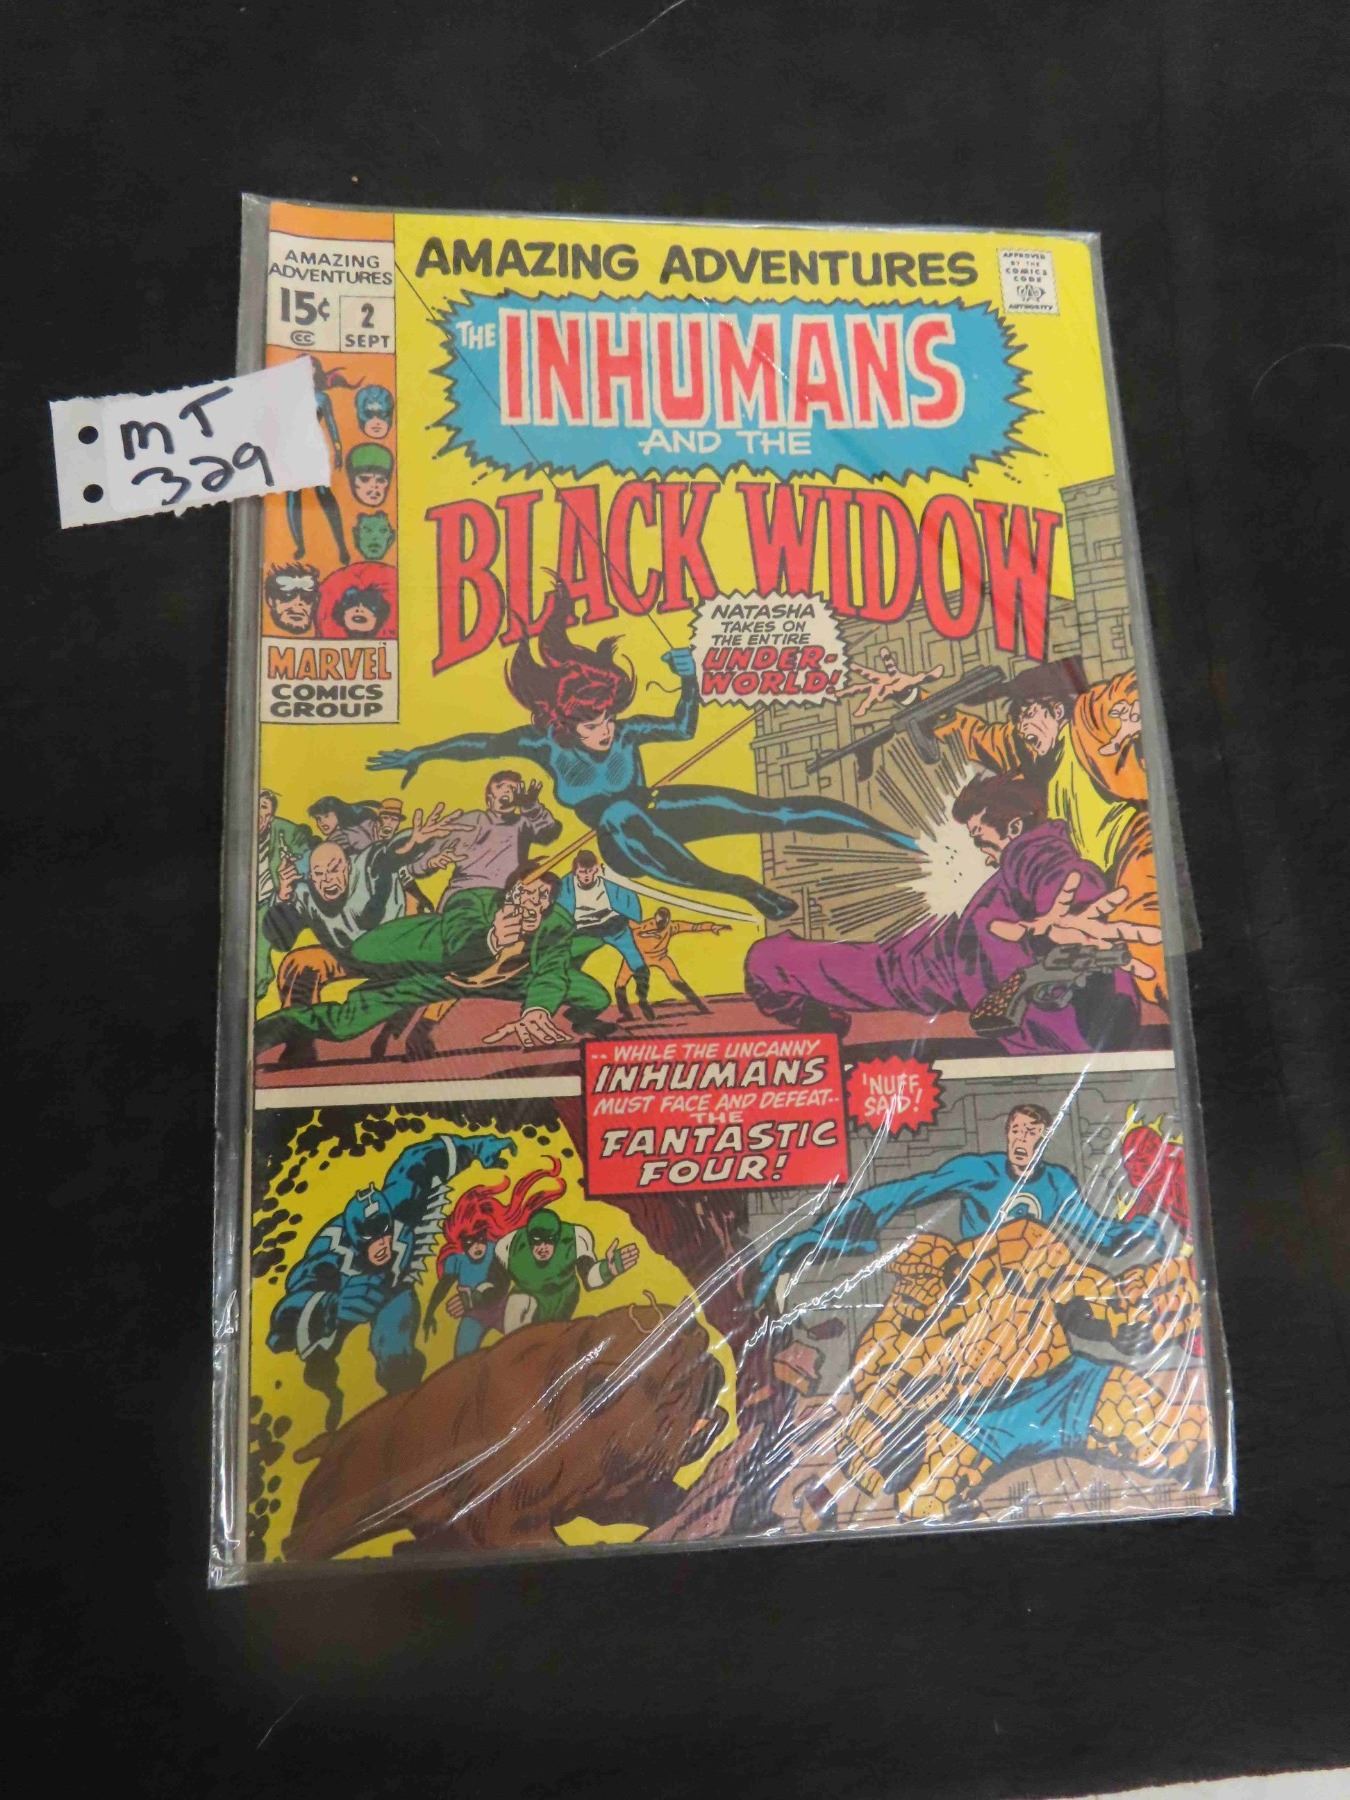 AMAZING
ADVENTURES
15¢
CC
2
SEPT
MARVEL
COMICS
GROUP
MT
329
AMAZING ADVENTURES
APPROVED
BY THE
COMICS
CODE
AUTHORITY
THE INHUMANS
AND THE
BLACK WIDOW
NATASHA
TAKES ON
THE ENTIRE
UNDER-
WORLD!
.. WHILE THE UNCANNY
INHUMANS
MUST FACE AND DEFEAT..
THE
FANTASTIC
FOUR!
'NUFF
SAID!